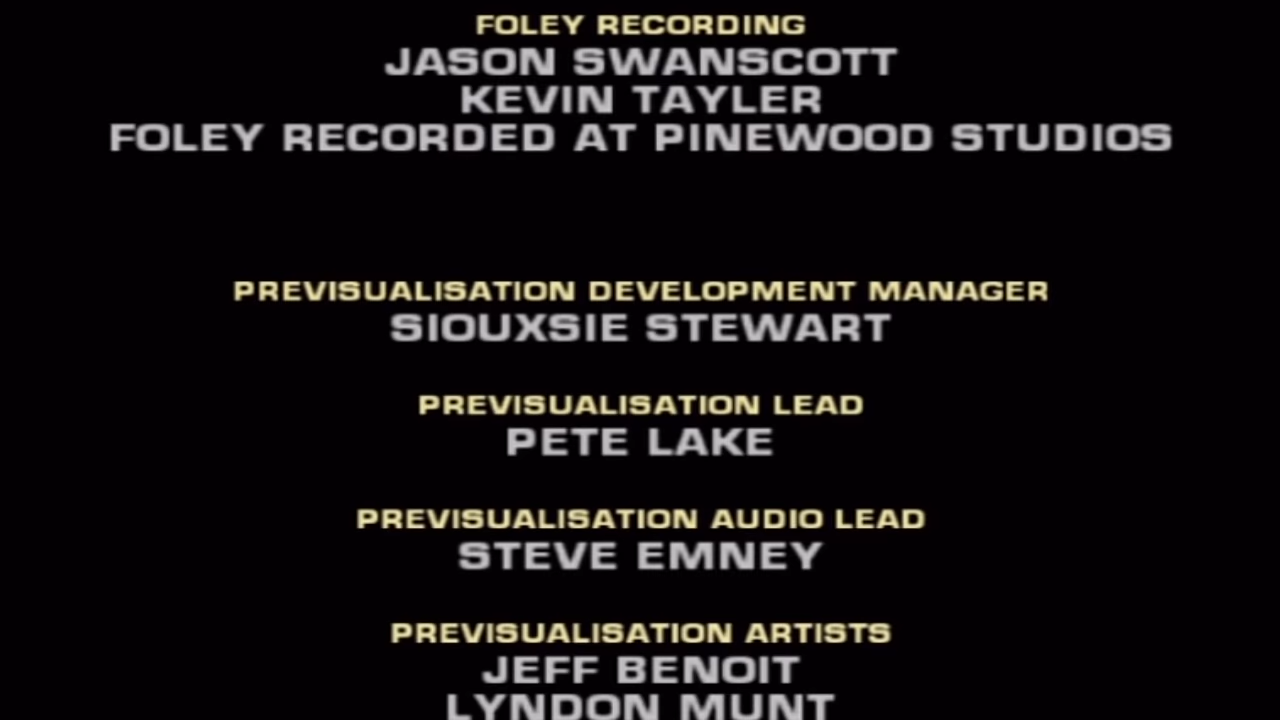 FOLEY RECORDING
JASON SWANSCOTT
KEVIN TAYLER
FOLEY RECORDED AT PINEWOOD STUDIOS
PREVISUALISATION DEVELOPMENT MANAGER
SIOUXSIE STEWART
PREVISUALISATION LEAD
PETE LAKE
PREVISUALISATION AUDIO LEAD
STEVE EMNEY
PREVISUALISATION ARTISTS
JEFF BENOIT
LYNDON MUNT